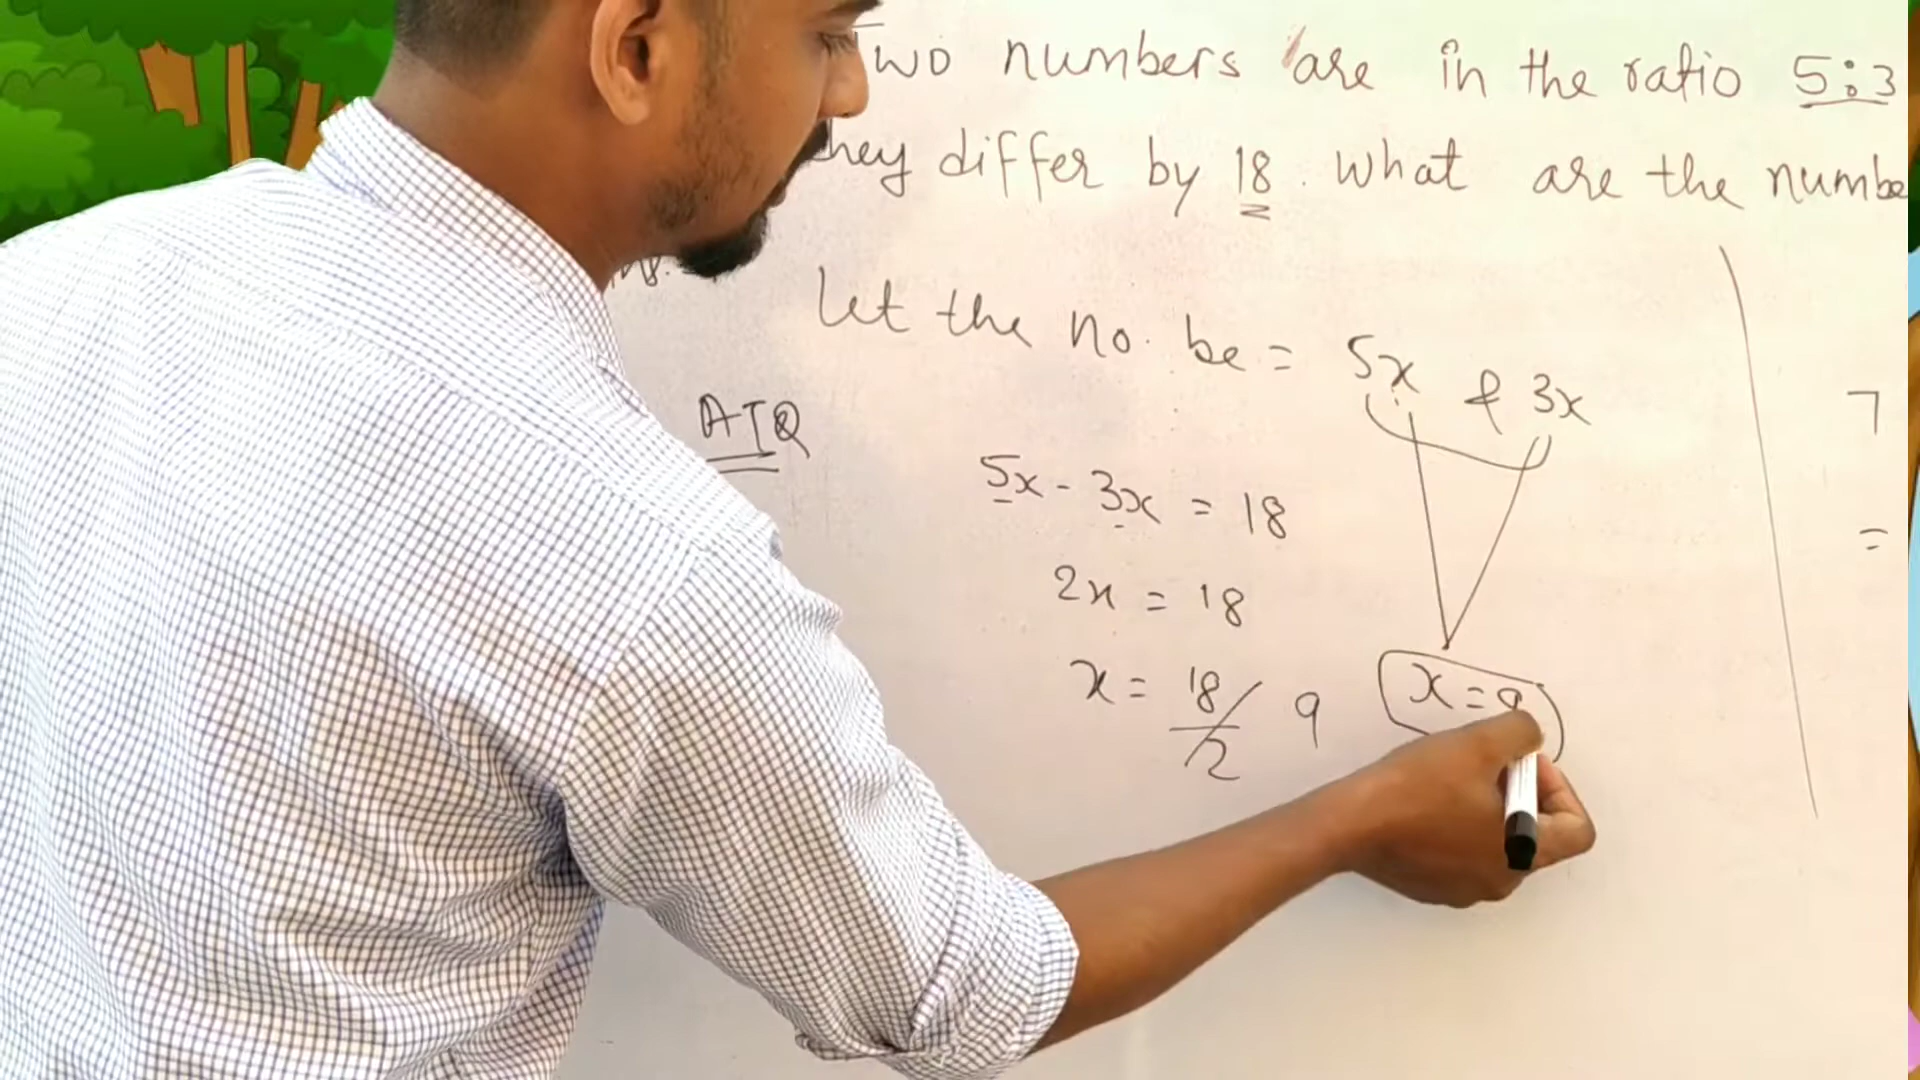 Two numbers are in the ratio 5:3
they differ by 18. What are the numbe
Let the no. be = 5x & 3x
ATQ
5x - 3x = 18
2x = 18
x = 18/2 9
x = 9
7
=